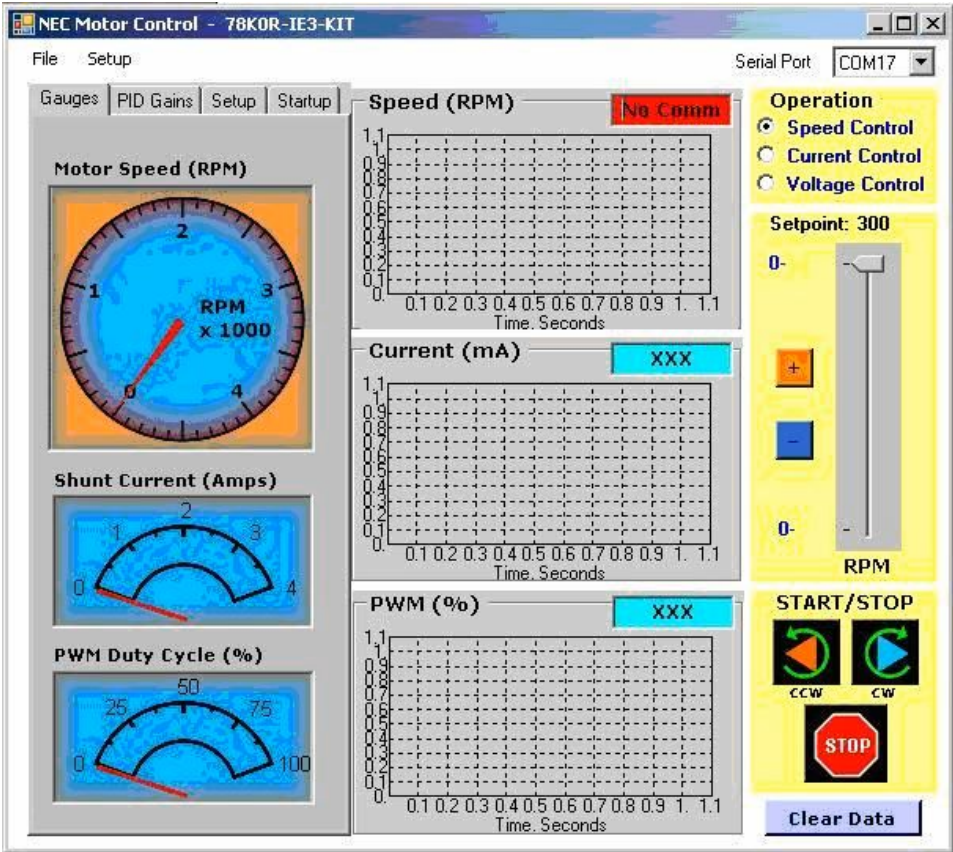 NEC Motor Control - 78K0R-IE3-KIT
File Setup
Serial Port COM17
Gauges PID Gains Setup Startup
Motor Speed (RPM)
0 1 2 3 4
RPM
x 1000
Shunt Current (Amps)
0 1 2 3 4
PWM Duty Cycle (%)
0 25 50 75 100
Speed (RPM)
No Comm
1.1
1.
0.9
0.8
0.7
0.6
0.5
0.4
0.3
0.2
0.1
0.
0.1 0.2 0.3 0.4 0.5 0.6 0.7 0.8 0.9 1. 1.1
Time. Seconds
Current (mA)
XXX
1.1
1.
0.9
0.8
0.7
0.6
0.5
0.4
0.3
0.2
0.1
0.
0.1 0.2 0.3 0.4 0.5 0.6 0.7 0.8 0.9 1. 1.1
Time. Seconds
PWM (%)
XXX
1.1
1.
0.9
0.8
0.7
0.6
0.5
0.4
0.3
0.2
0.1
0.
0.1 0.2 0.3 0.4 0.5 0.6 0.7 0.8 0.9 1. 1.1
Time. Seconds
Operation
Speed Control
Current Control
Voltage Control
Setpoint: 300
0-
+
-
0-
RPM
START/STOP
CCW CW
STOP
Clear Data